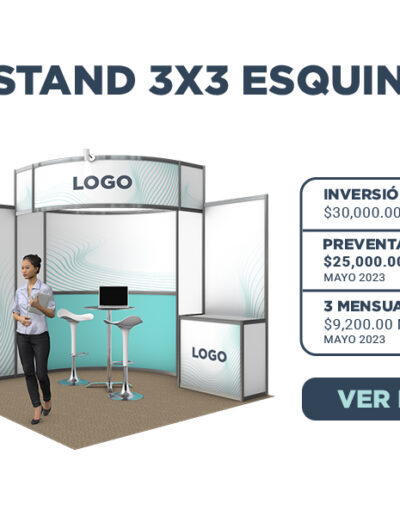 STAND 3X3 ESQUIN
LOGO
INVERSIÓ
$30,000.00
PREVENTA
$25,000.00
MAYO 2023
3 MENSUA
$9,200.00
MAYO 2023
LOGO
VER